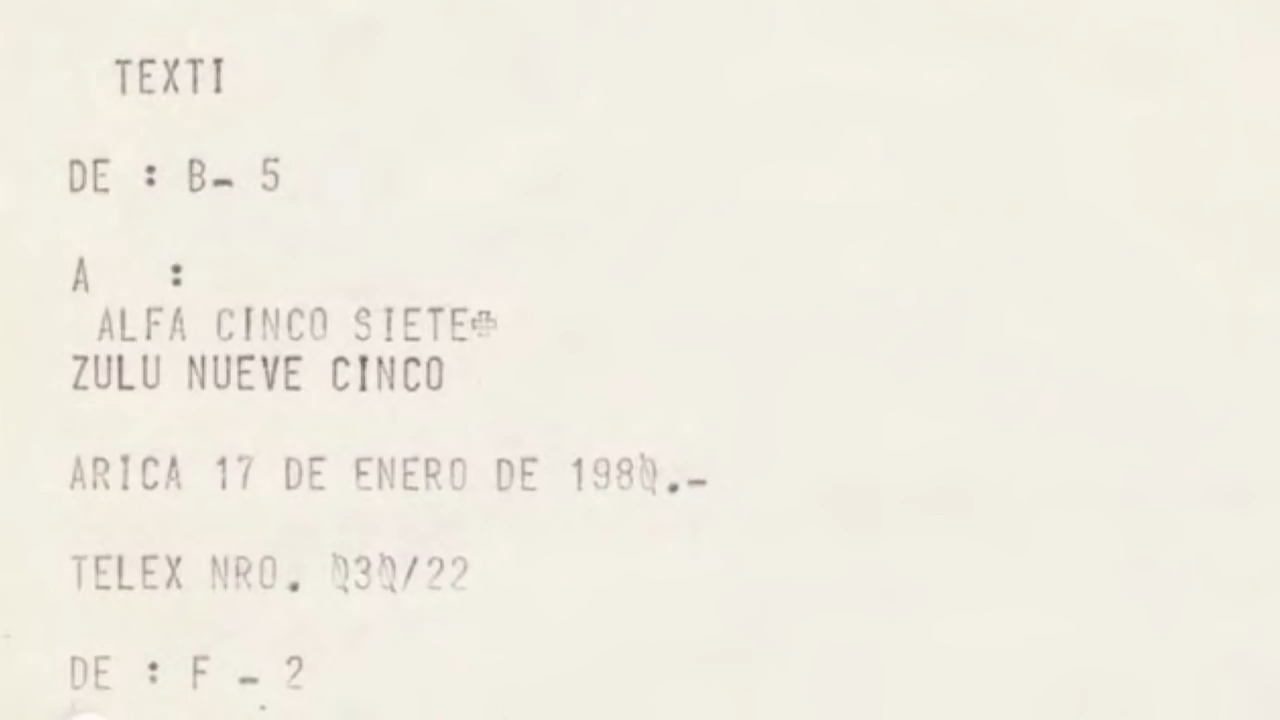 TEXTI
DE : B- 5
A :
ALFA CINCO SIETE✠
ZULU NUEVE CINCO
ARICA 17 DE ENERO DE 1980.-
TELEX NRO. 030/22
DE : F - 2